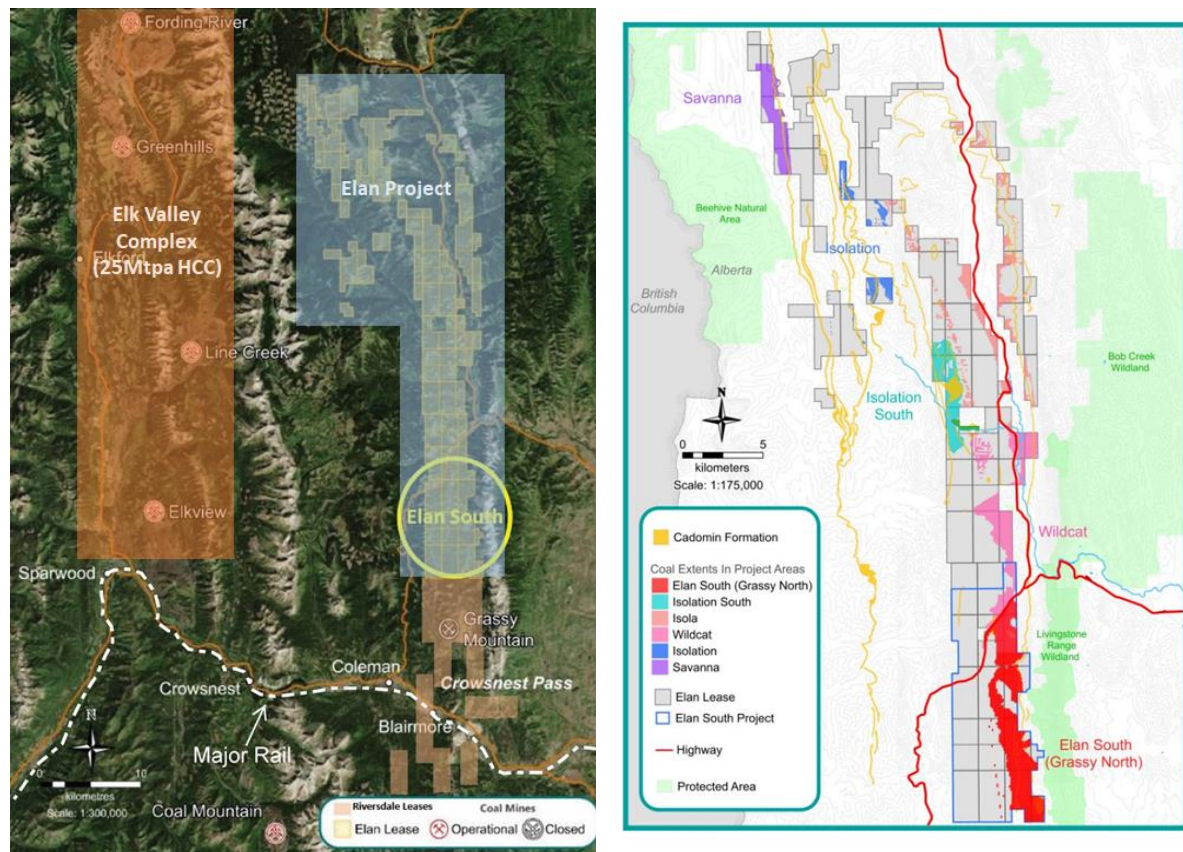 Fording River
Greenhills
Elk Valley
Complex
(25Mtpa HCC)
Elkford
Line Creek
Elkview
Sparwood
Elan Project
Elan South
Grassy
Mountain
Coleman
Crowsnest
Crowsnest Pass
Blairmore
Major Rail
N
0 10
kilometres
Scale: 1:300,000
Coal Mountain
Riversdale Leases
Coal Mines
Elan Lease
Operational
Closed
Savanna
Beehive Natural
Area
Isolation
Alberta
British
Columbia
Isolation
South
Bob Creek
Wildland
N
0 5
kilometers
Scale: 1:175,000
Wildcat
Livingstone
Range
Wildland
Elan South
(Grassy North)
Cadomin Formation
Coal Extents In Project Areas
Elan South (Grassy North)
Isolation South
Isola
Wildcat
Isolation
Savanna
Elan Lease
Elan South Project
Highway
Protected Area